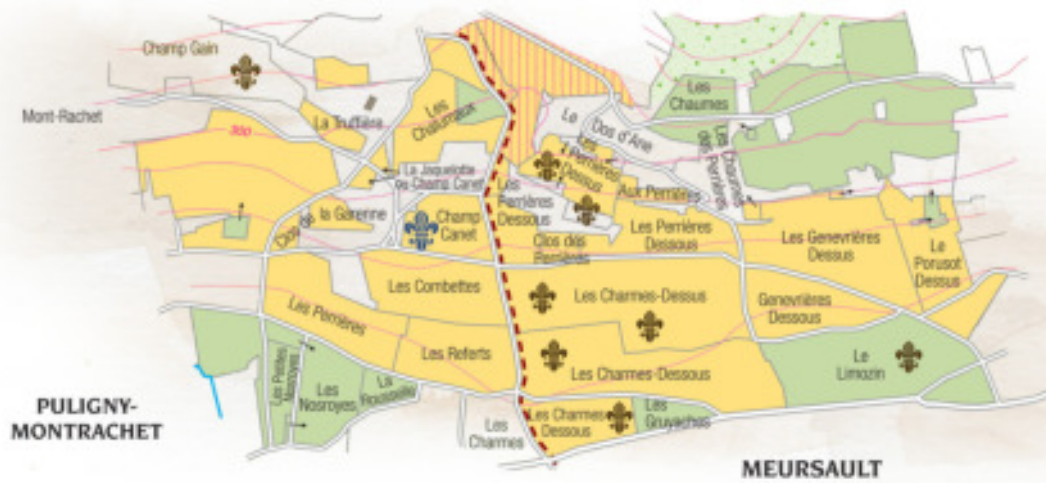 Champ Gain
Mont-Rachet
La Truffière
Les
Chalumaux
Les
Chaumes
Le
Dos d'Ane
Les Chaumes
des Perrières
Les
Perrières
Dessus
Aux Perrières
La Jaquelotte
ou Champ Canet
Les
Perrières
Dessous
Clos de
la Garenne
Champ
Canet
Clos des
Perrières
Les Perrières
Dessous
Les Genevrières
Dessus
Le
Porusot
Dessus
Les Combettes
Les Charmes-Dessus
Genevrières
Dessous
Les Perrières
Les Referts
Les Charmes-Dessous
Le
Limozin
Les Petites
Nosroyes
Les
Nosroyes
La
Rousselle
Les
Charmes
Les Charmes
Dessous
Les
Gruyaches
PULIGNY-
MONTRACHET
MEURSAULT